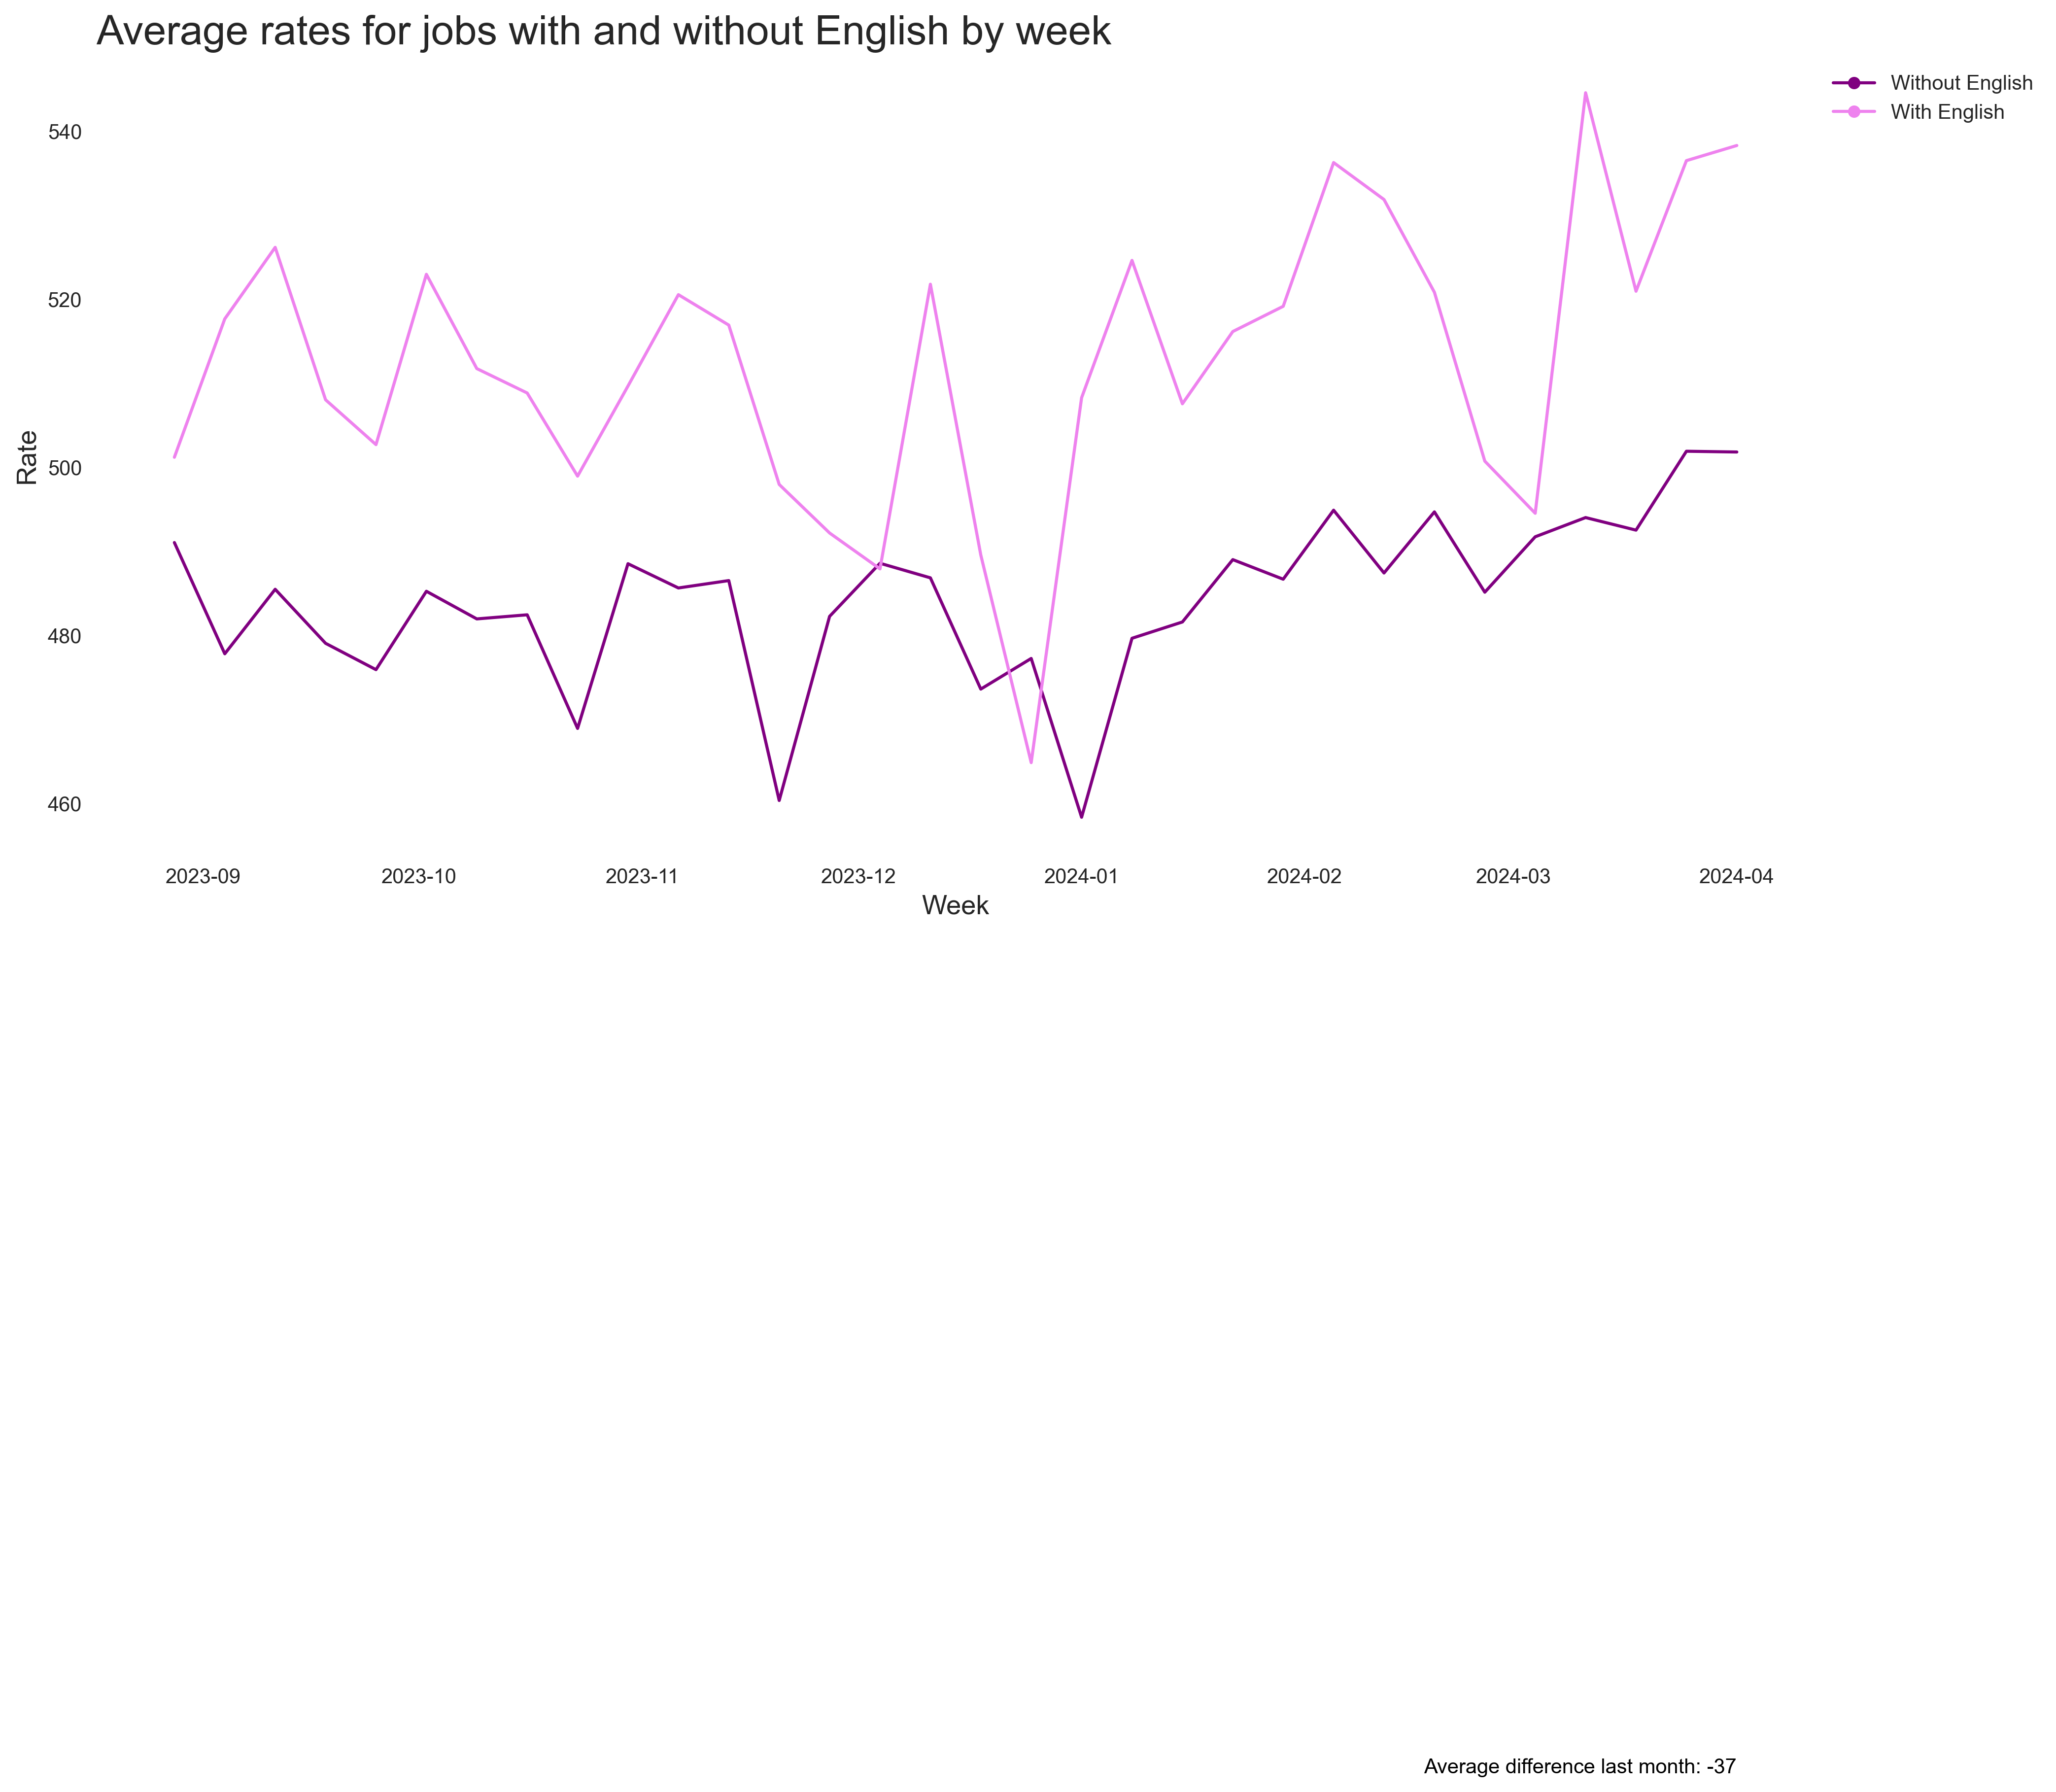 Average rates for jobs with and without English by week
Without English
With English
540
520
500
480
460
Rate
2023-09 2023-10 2023-11 2023-12 2024-01 2024-02 2024-03 2024-04
Week
Average difference last month: -37